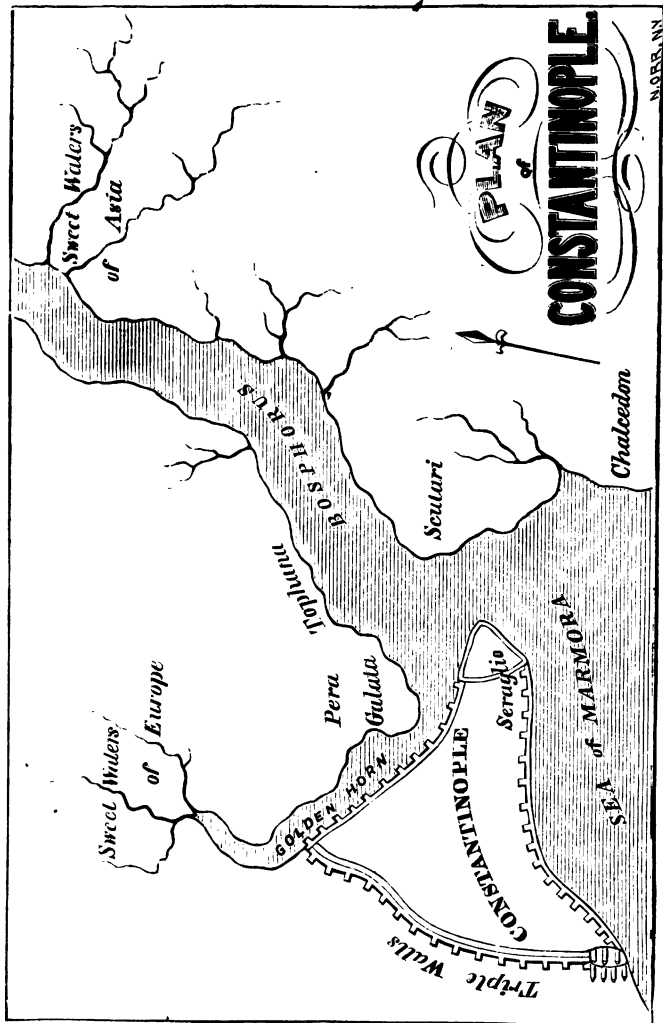 PLAN
of
CONSTANTINOPLE.
N. ORR, N.Y.
Sweet Waters
of Asia
BOSPHORUS
Scutari
Chalcedon
Tophana
Sweet Waters
of Europe
Pera
Galata
GOLDEN HORN
Seraglio
CONSTANTINOPLE
SEA of MARMORA
Triple Walls